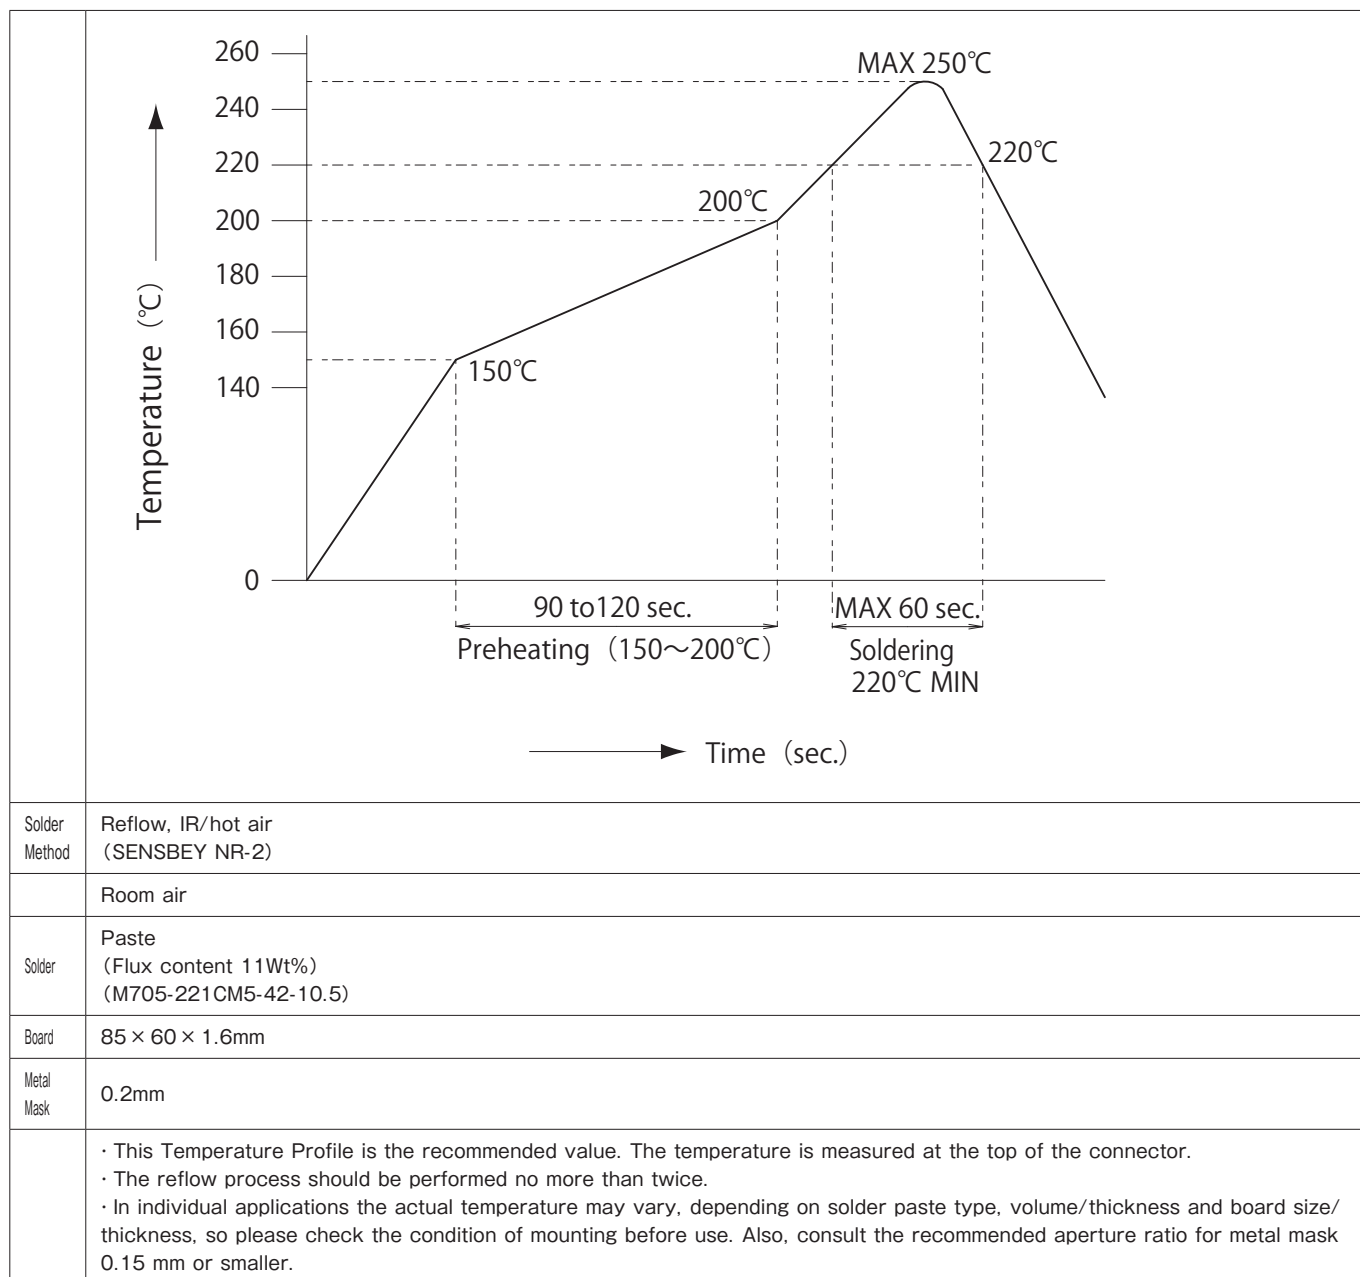 260
240
220
200
180
160
140
0
Temperature（℃）
MAX 250℃
220℃
200℃
150℃
90 to120 sec.
Preheating（150～200℃）
MAX 60 sec.
Soldering
220℃ MIN
Time（sec.）
Solder
Method
Reflow, IR/hot air
（SENSBEY NR-2）
Room air
Solder
Paste
（Flux content 11Wt%）
（M705-221CM5-42-10.5）
Board
85×60×1.6mm
Metal
Mask
0.2mm
・This Temperature Profile is the recommended value. The temperature is measured at the top of the connector.
・The reflow process should be performed no more than twice.
・In individual applications the actual temperature may vary, depending on solder paste type, volume/thickness and board size/
thickness, so please check the condition of mounting before use. Also, consult the recommended aperture ratio for metal mask
0.15 mm or smaller.